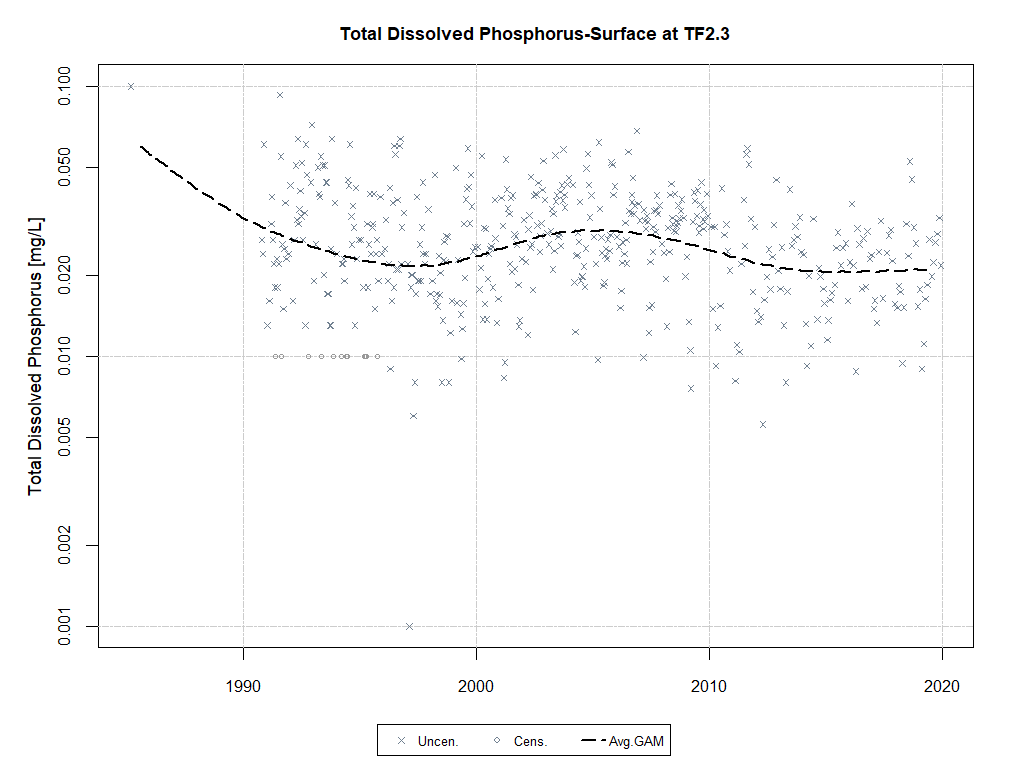 Total Dissolved Phosphorus-Surface at TF2.3
Total Dissolved Phosphorus [mg/L]
0.100
0.050
0.020
0.010
0.005
0.002
0.001
1990 2000 2010 2020
Uncen. Cens. Avg.GAM